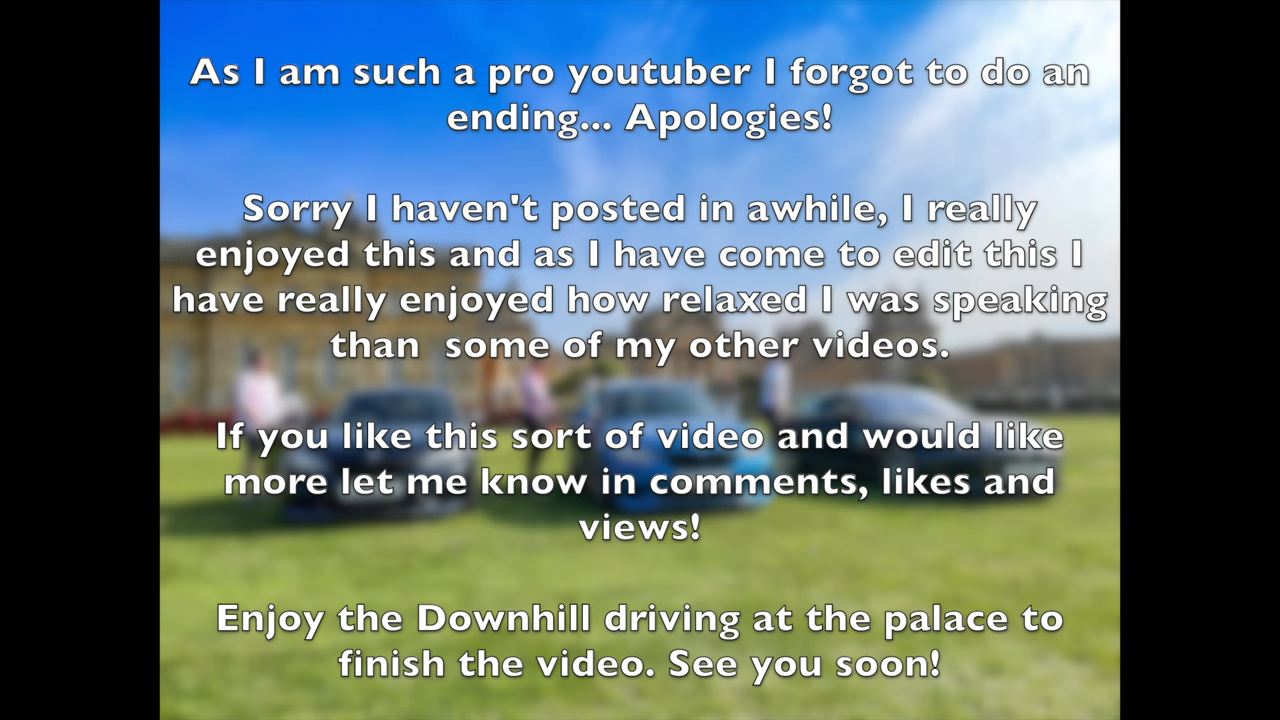 As I am such a pro youtuber I forgot to do an
ending... Apologies!
Sorry I haven't posted in awhile, I really
enjoyed this and as I have come to edit this I
have really enjoyed how relaxed I was speaking
than  some of my other videos.
If you like this sort of video and would like
more let me know in comments, likes and
views!
Enjoy the Downhill driving at the palace to
finish the video. See you soon!